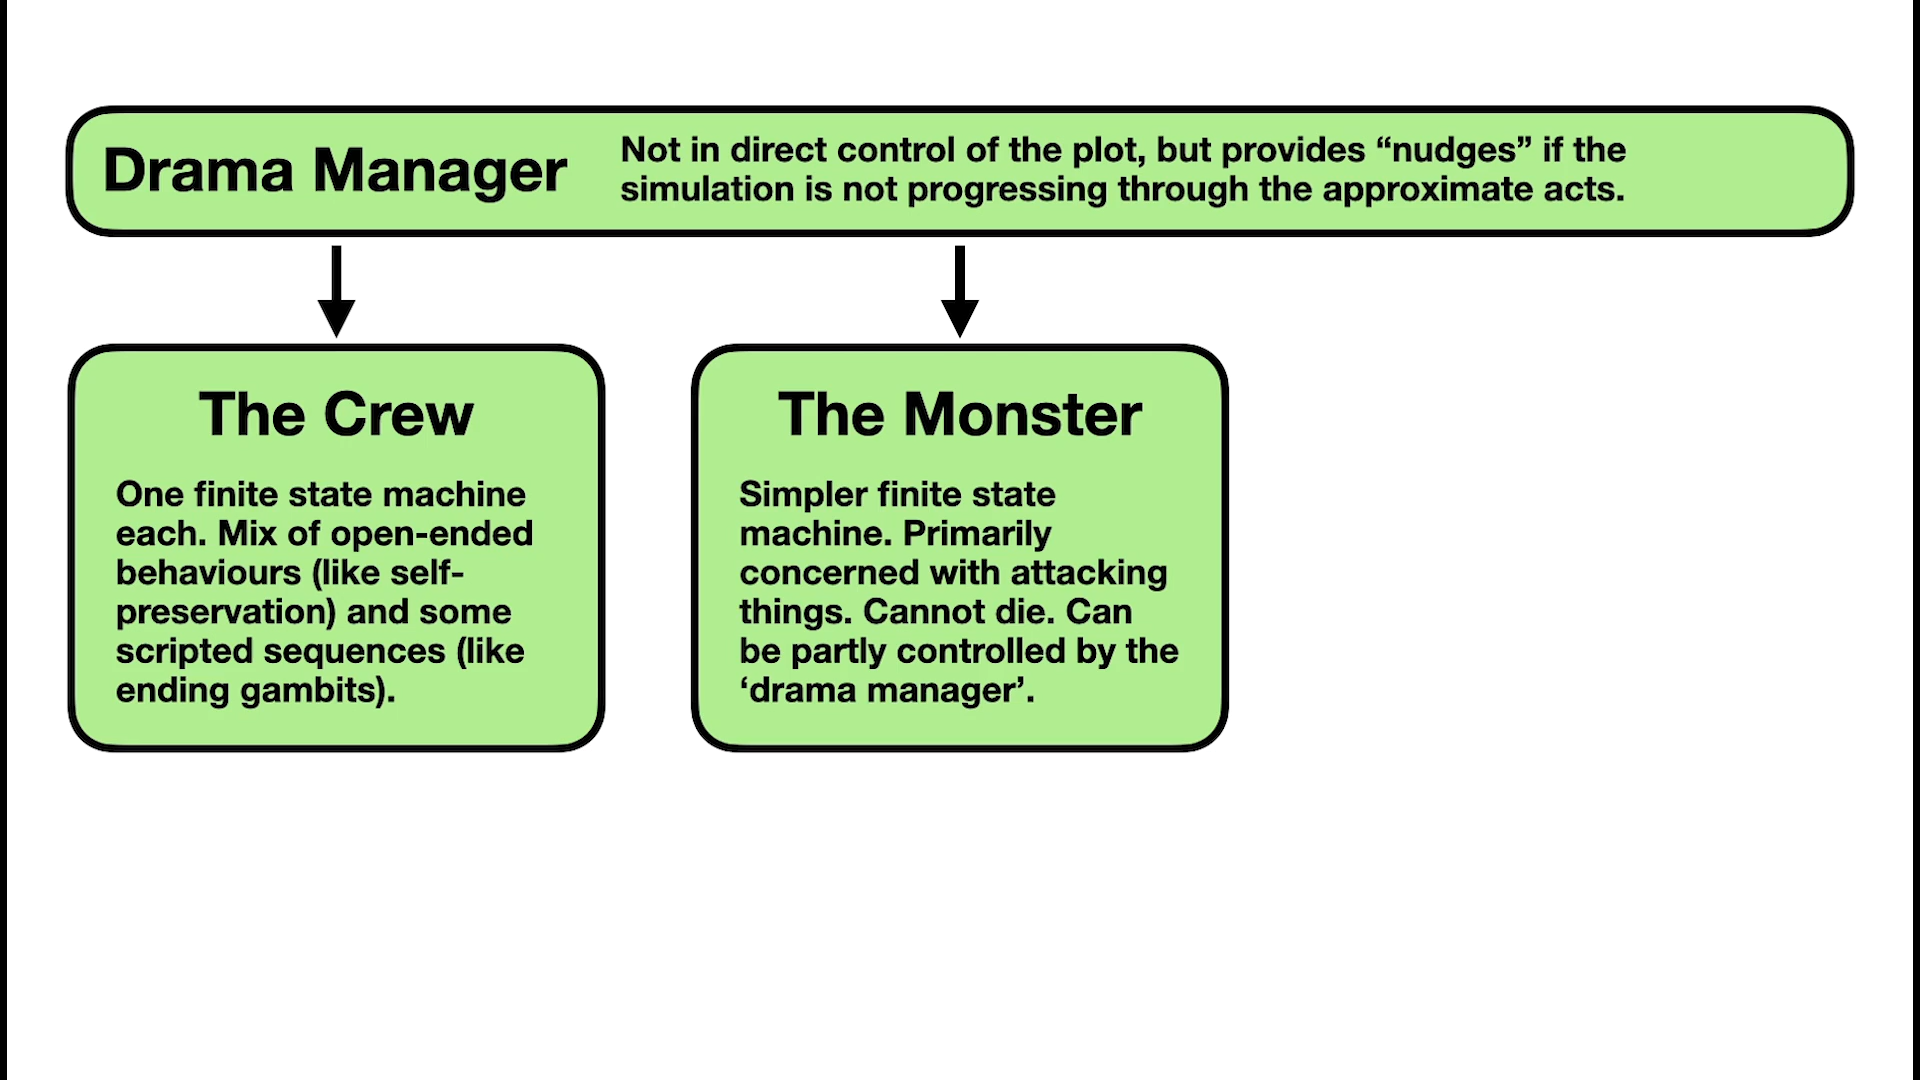 Drama Manager
Not in direct control of the plot, but provides “nudges” if the
simulation is not progressing through the approximate acts.
The Crew
One finite state machine
each. Mix of open-ended
behaviours (like self-
preservation) and some
scripted sequences (like
ending gambits).
The Monster
Simpler finite state
machine. Primarily
concerned with attacking
things. Cannot die. Can
be partly controlled by the
‘drama manager’.